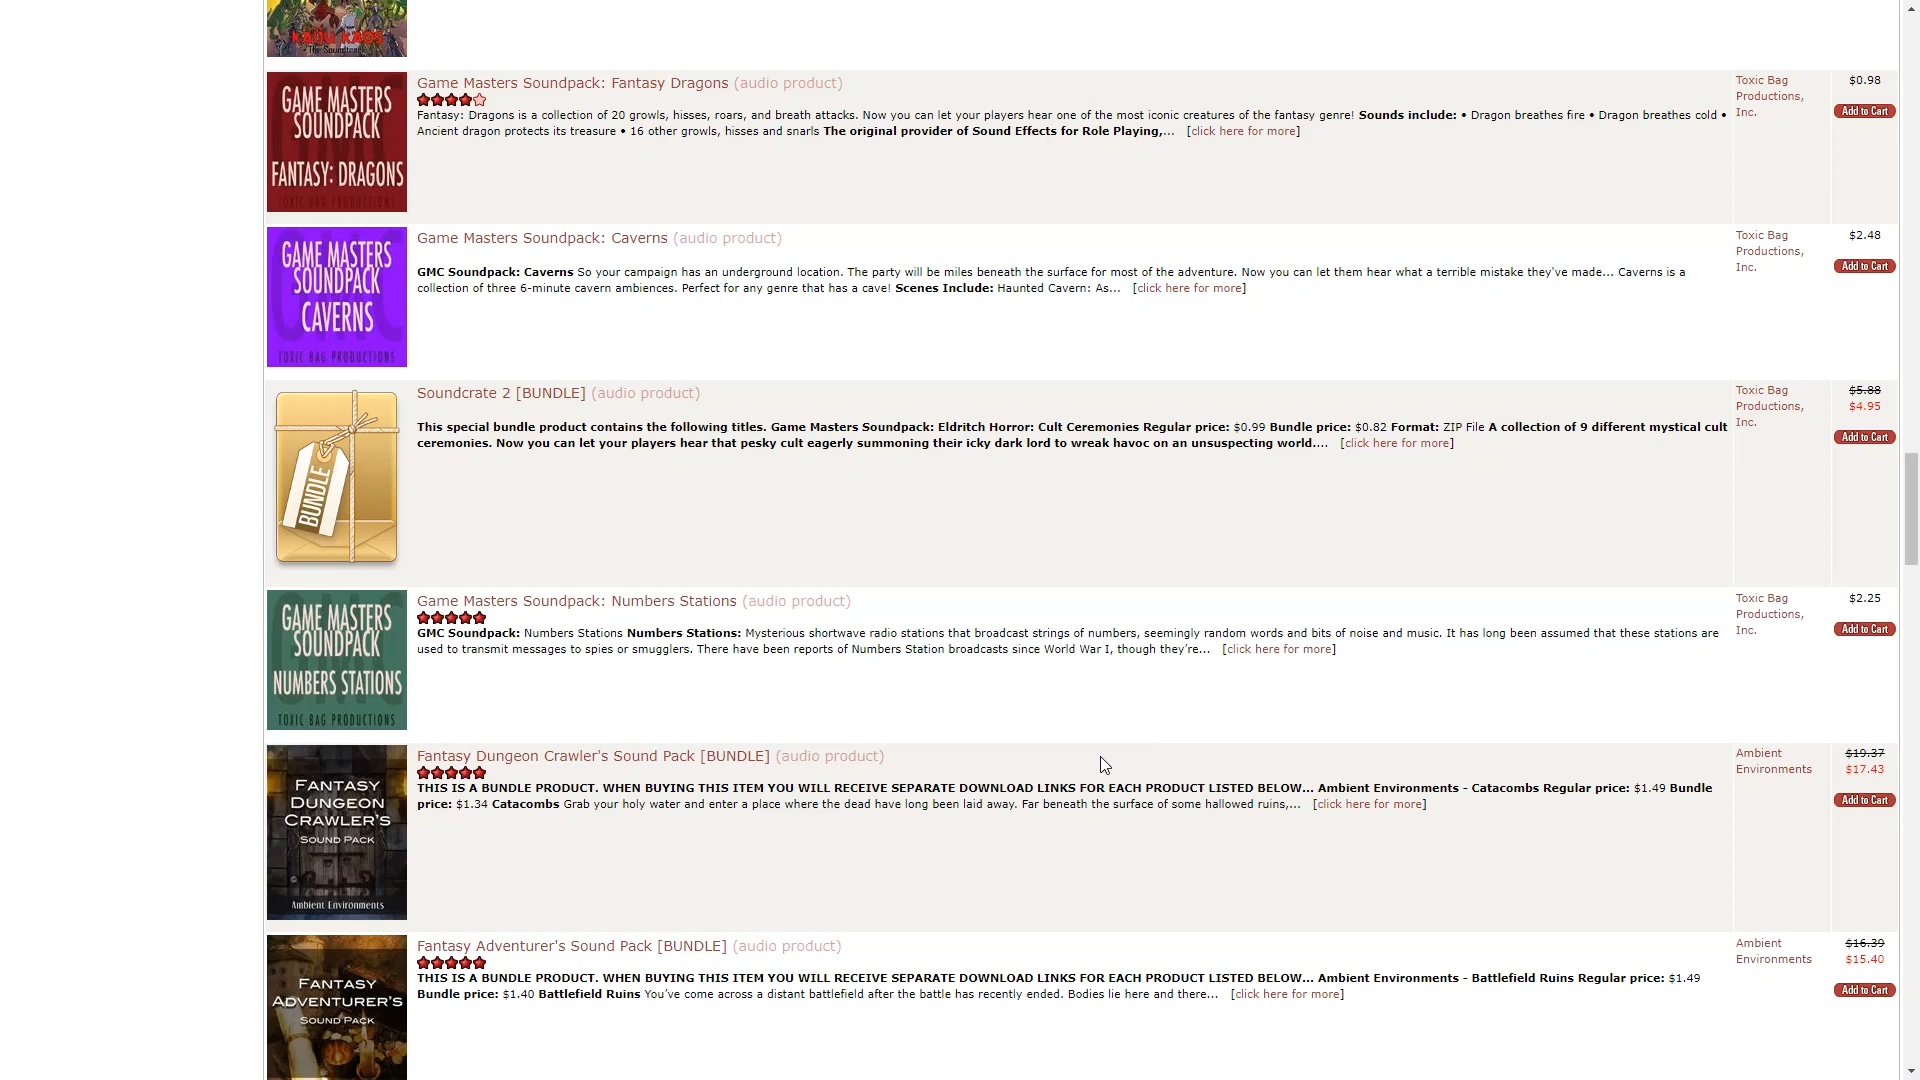 KAIJU KAOS
- The Soundtrack -
GAME MASTERS
SOUNDPACK
FANTASY: DRAGONS
TOXIC BAG PRODUCTIONS
Game Masters Soundpack: Fantasy Dragons (audio product)
Fantasy: Dragons is a collection of 20 growls, hisses, roars, and breath attacks. Now you can let your players hear one of the most iconic creatures of the fantasy genre! Sounds include: • Dragon breathes fire • Dragon breathes cold •
Ancient dragon protects its treasure • 16 other growls, hisses and snarls The original provider of Sound Effects for Role Playing,... [click here for more]
Toxic Bag
Productions,
Inc.
$0.98
Add to Cart
GAME MASTERS
SOUNDPACK
CAVERNS
TOXIC BAG PRODUCTIONS
Game Masters Soundpack: Caverns (audio product)
GMC Soundpack: Caverns So your campaign has an underground location. The party will be miles beneath the surface for most of the adventure. Now you can let them hear what a terrible mistake they've made... Caverns is a
collection of three 6-minute cavern ambiences. Perfect for any genre that has a cave! Scenes Include: Haunted Cavern: As... [click here for more]
Toxic Bag
Productions,
Inc.
$2.48
Add to Cart
BUNDLE
Soundcrate 2 [BUNDLE] (audio product)
This special bundle product contains the following titles. Game Masters Soundpack: Eldritch Horror: Cult Ceremonies Regular price: $0.99 Bundle price: $0.82 Format: ZIP File A collection of 9 different mystical cult
ceremonies. Now you can let your players hear that pesky cult eagerly summoning their icky dark lord to wreak havoc on an unsuspecting world.... [click here for more]
Toxic Bag
Productions,
Inc.
$5.88
$4.95
Add to Cart
GAME MASTERS
SOUNDPACK
NUMBERS STATIONS
TOXIC BAG PRODUCTIONS
Game Masters Soundpack: Numbers Stations (audio product)
GMC Soundpack: Numbers Stations Numbers Stations: Mysterious shortwave radio stations that broadcast strings of numbers, seemingly random words and bits of noise and music. It has long been assumed that these stations are
used to transmit messages to spies or smugglers. There have been reports of Numbers Station broadcasts since World War I, though they're... [click here for more]
Toxic Bag
Productions,
Inc.
$2.25
Add to Cart
FANTASY
DUNGEON
CRAWLER'S
SOUND PACK
Ambient Environments
Fantasy Dungeon Crawler's Sound Pack [BUNDLE] (audio product)
THIS IS A BUNDLE PRODUCT. WHEN BUYING THIS ITEM YOU WILL RECEIVE SEPARATE DOWNLOAD LINKS FOR EACH PRODUCT LISTED BELOW... Ambient Environments - Catacombs Regular price: $1.49 Bundle
price: $1.34 Catacombs Grab your holy water and enter a place where the dead have long been laid away. Far beneath the surface of some hallowed ruins,... [click here for more]
Ambient
Environments
$19.37
$17.43
Add to Cart
FANTASY
ADVENTURER'S
SOUND PACK
Fantasy Adventurer's Sound Pack [BUNDLE] (audio product)
THIS IS A BUNDLE PRODUCT. WHEN BUYING THIS ITEM YOU WILL RECEIVE SEPARATE DOWNLOAD LINKS FOR EACH PRODUCT LISTED BELOW... Ambient Environments - Battlefield Ruins Regular price: $1.49
Bundle price: $1.40 Battlefield Ruins You've come across a distant battlefield after the battle has recently ended. Bodies lie here and there... [click here for more]
Ambient
Environments
$16.39
$15.40
Add to Cart